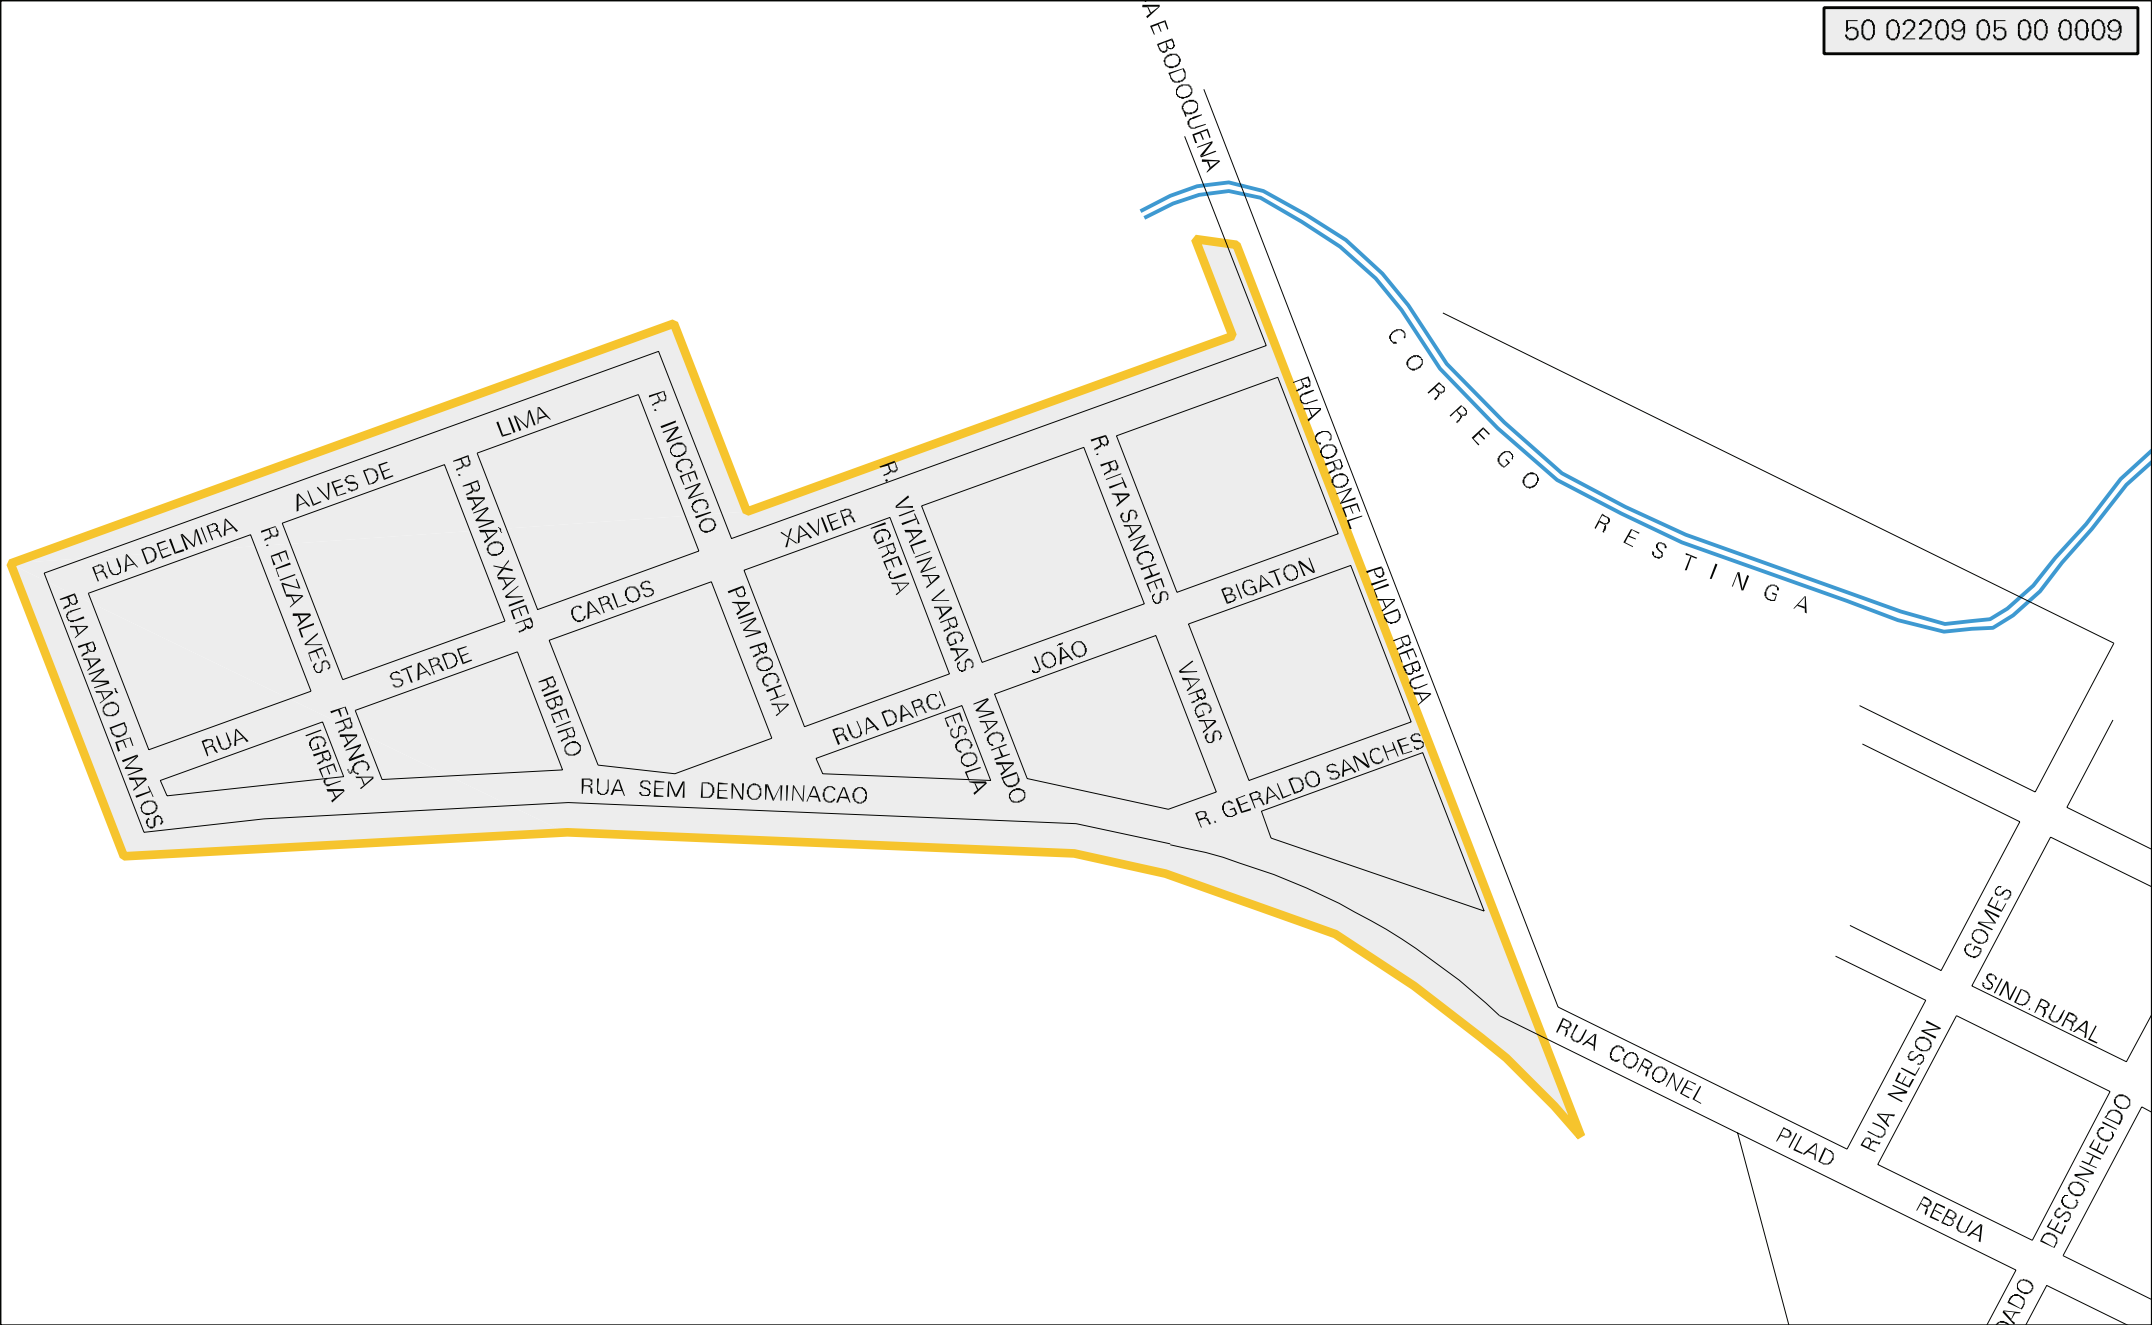 50 02209 05 00 0009
A E BODOQUENA
CORREGO RESTINGA
RUA CORONEL PILAD REBUA
RUA DELMIRA ALVES DE LIMA
R. INOCENCIO PAIM ROCHA
R. RAMÃO XAVIER RIBEIRO
R. ELIZA ALVES FRANÇA
RUA RAMÃO DE MATOS
RUA STARDE CARLOS XAVIER
R. VITALINA VARGAS MACHADO
R. RITA SANCHES VARGAS
IGREJA
RUA DARCI JOÃO BIGATON
IGREJA
ESCOLA
R. GERALDO SANCHES
RUA SEM DENOMINACAO
RUA CORONEL PILAD REBUA
RUA NELSON GOMES
SIND.RURAL
DESCONHECIDO
DADO